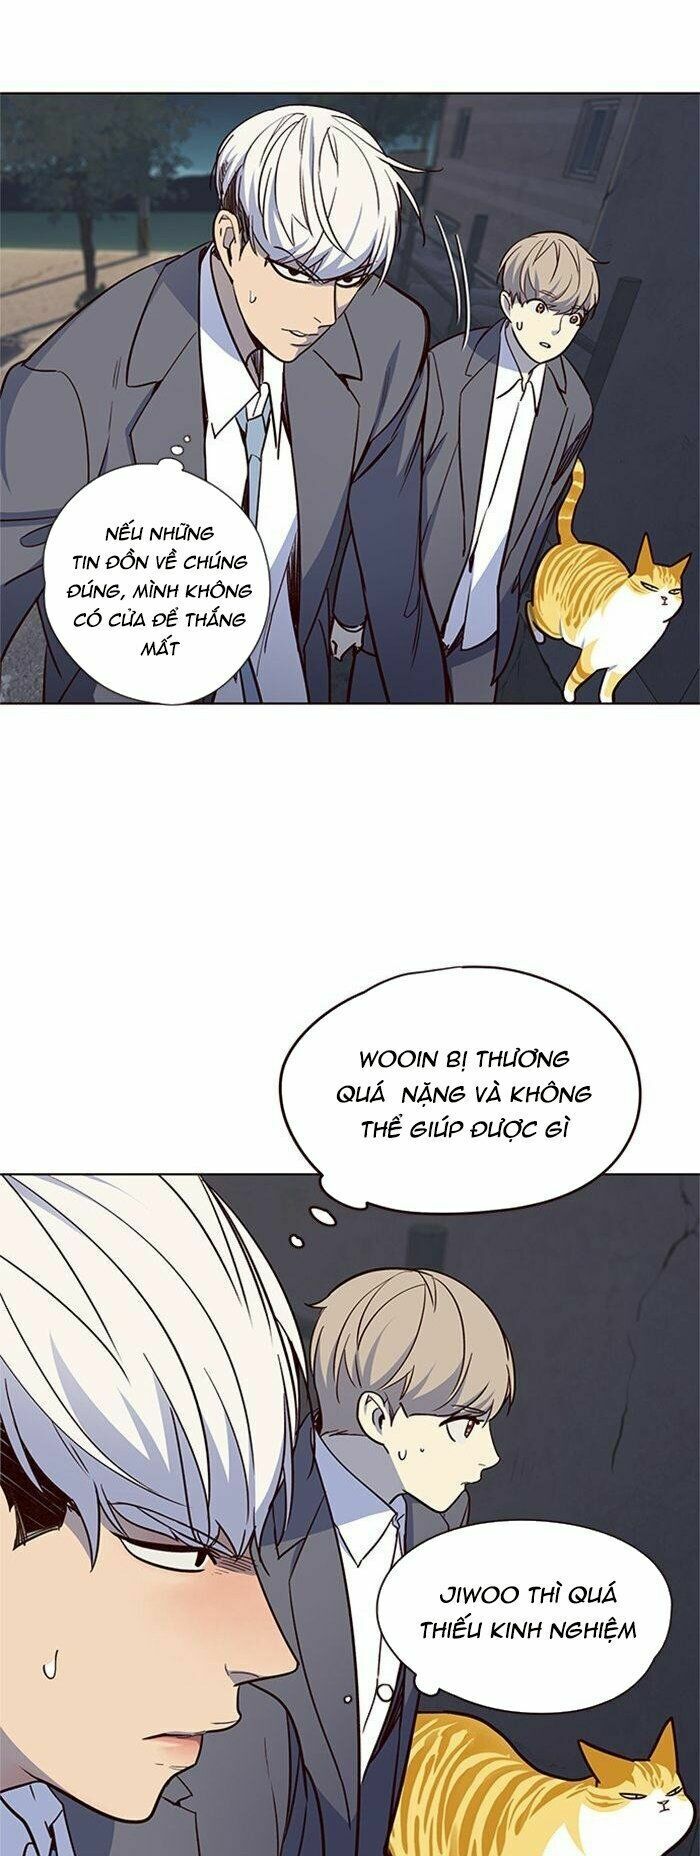 NẾU NHỮNG
TIN ĐỒN VỀ CHÚNG
ĐÚNG, MÌNH KHÔNG
CÓ CỬA ĐỂ THẮNG
MẤT
WOOIN BỊ THƯƠNG
QUÁ NẶNG VÀ KHÔNG
THỂ GIÚP ĐƯỢC GÌ
JIWOO THÌ QUÁ
THIẾU KINH NGHIỆM